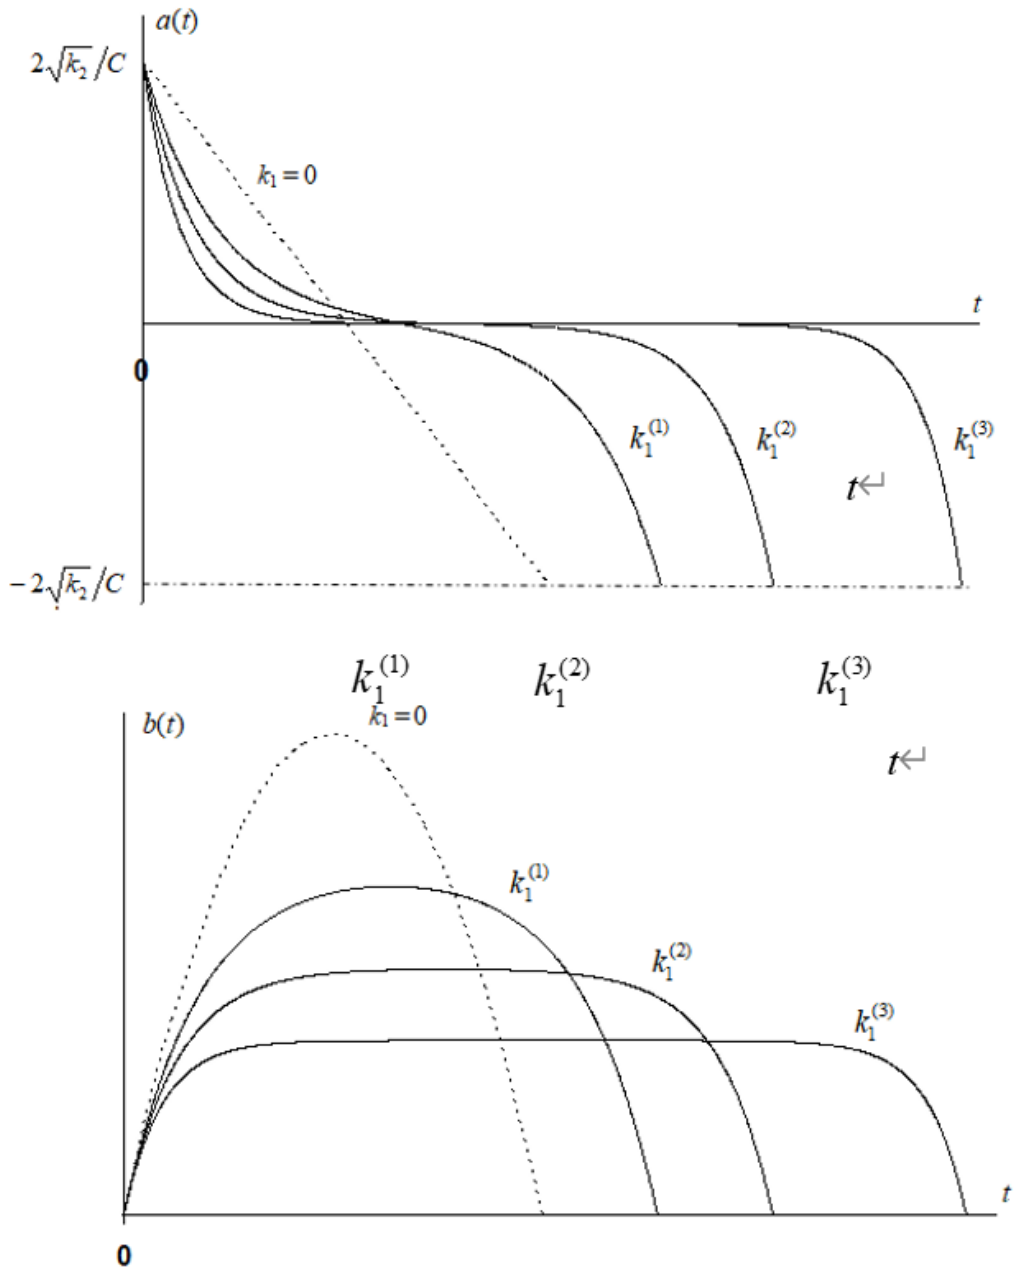 a(t)
2√k₂/C
k₁ = 0
t
0
k₁⁽¹⁾ k₁⁽²⁾ k₁⁽³⁾
t↵
−2√k₂/C
k₁⁽¹⁾ k₁⁽²⁾ k₁⁽³⁾
k₁ = 0
b(t)
t↵
k₁⁽¹⁾
k₁⁽²⁾
k₁⁽³⁾
t
0